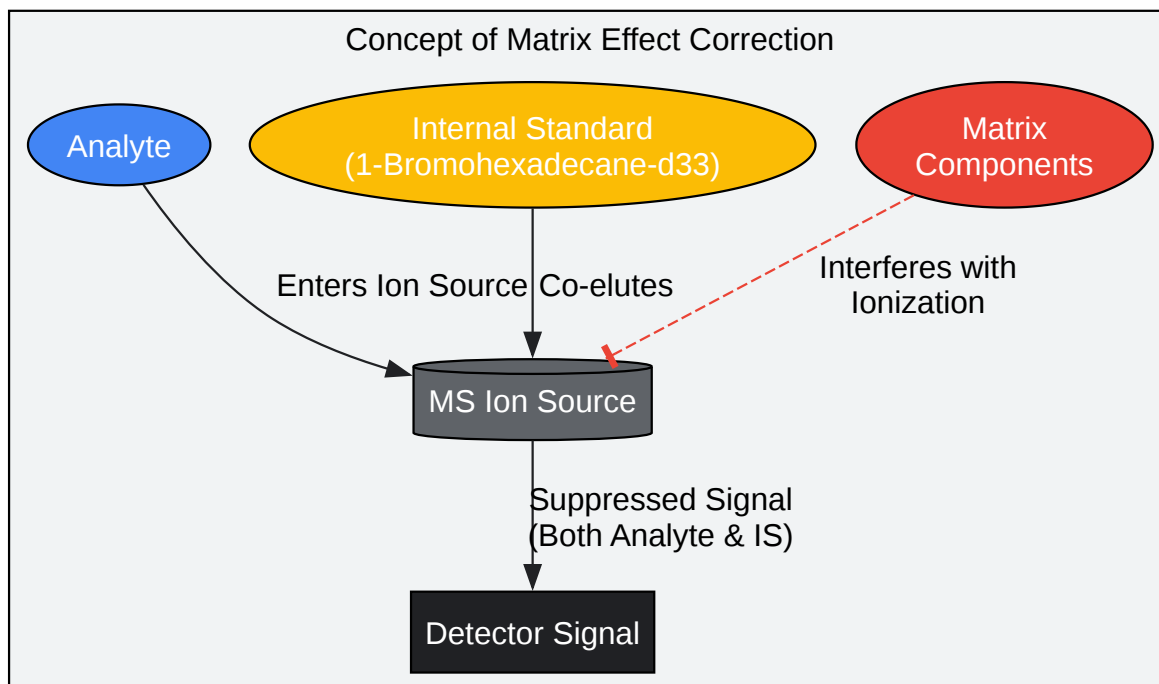 Concept of Matrix Effect Correction
Analyte
Internal Standard
(1-Bromohexadecane-d33)
Matrix
Components
Enters Ion Source
Co-elutes
Interferes with
Ionization
MS Ion Source
Suppressed Signal
(Both Analyte & IS)
Detector Signal